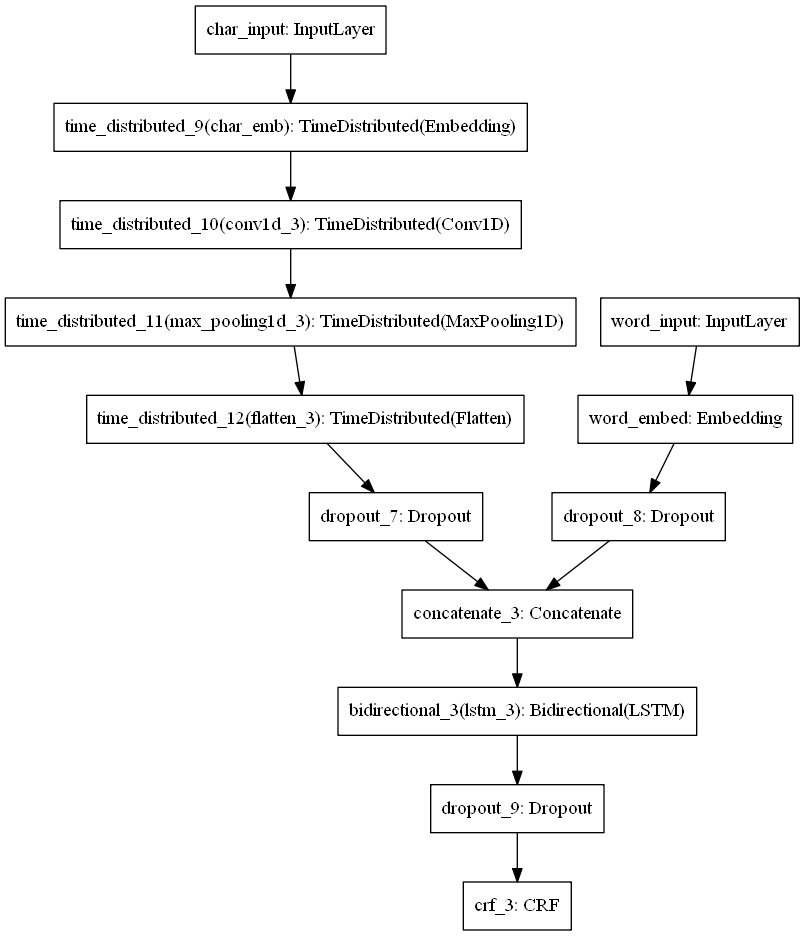 char_input: InputLayer
time_distributed_9(char_emb): TimeDistributed(Embedding)
time_distributed_10(conv1d_3): TimeDistributed(Conv1D)
time_distributed_11(max_pooling1d_3): TimeDistributed(MaxPooling1D)
word_input: InputLayer
time_distributed_12(flatten_3): TimeDistributed(Flatten)
word_embed: Embedding
dropout_7: Dropout
dropout_8: Dropout
concatenate_3: Concatenate
bidirectional_3(lstm_3): Bidirectional(LSTM)
dropout_9: Dropout
crf_3: CRF